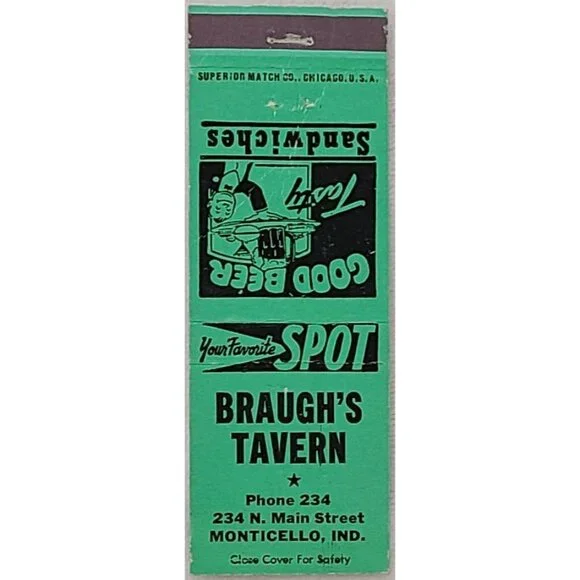 SUPERIOR MATCH CO., CHICAGO, U.S.A.
GOOD BEER
Tasty
Sandwiches
Your Favorite SPOT
BRAUGH'S
TAVERN
★
Phone 234
234 N. Main Street
MONTICELLO, IND.
Close Cover For Safety